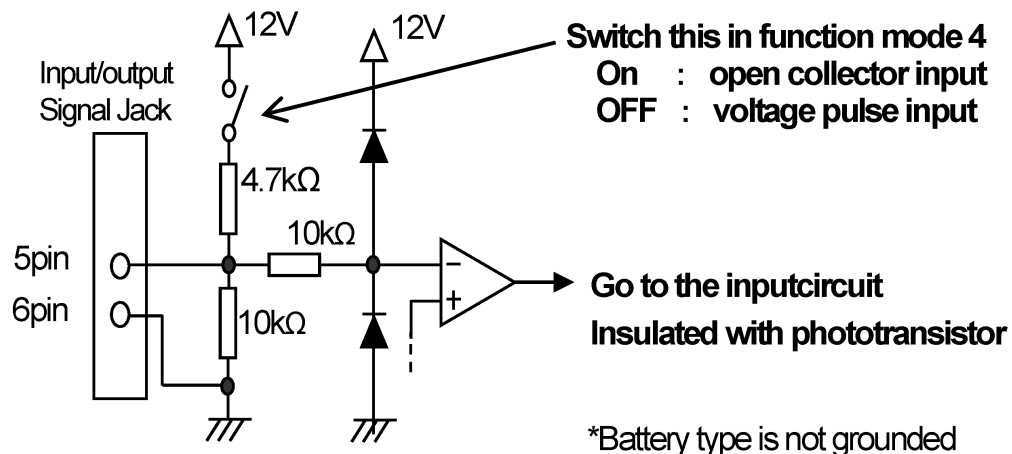 12V
12V
Switch this in function mode 4
On : open collector input
OFF : voltage pulse input
Input/output
Signal Jack
4.7kΩ
10kΩ
5pin
6pin
10kΩ
−
+
Go to the inputcircuit
Insulated with phototransistor
*Battery type is not grounded